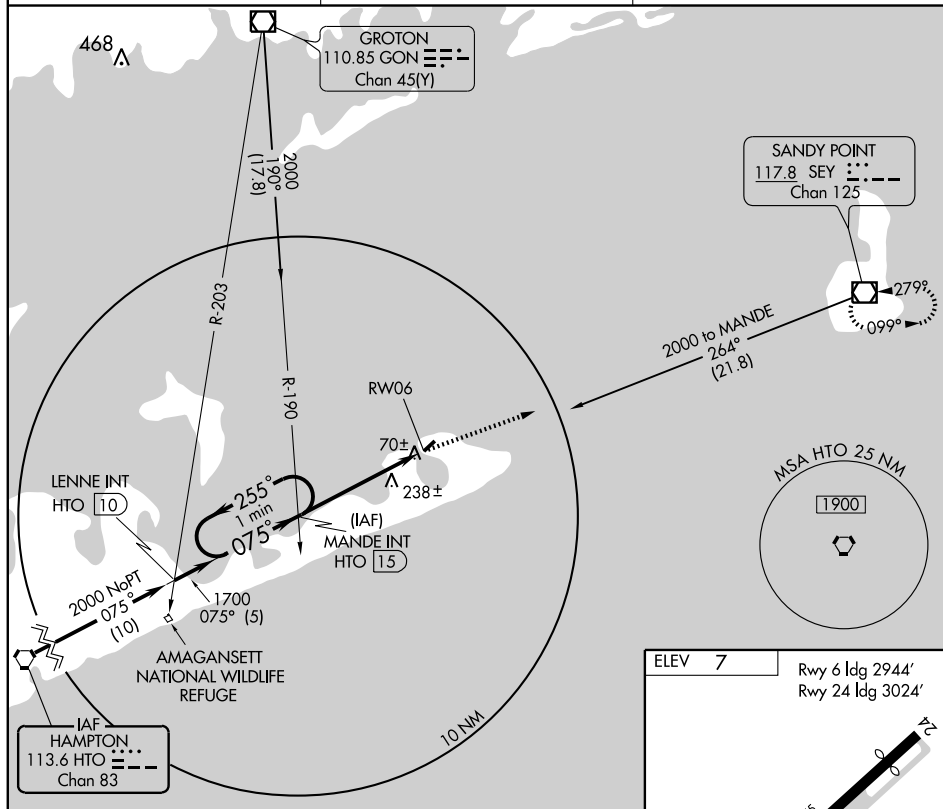 468
GROTON
110.85 GON
Chan 45(Y)
2000
190°
(17.8)
SANDY POINT
117.8 SEY
Chan 125
279°
099°
2000 to MANDE
264°
(21.8)
R-203
R-190
RW06
70±
238±
LENNE INT
HTO 10
255°
1 min
075°
(IAF)
MANDE INT
HTO 15
MSA HTO 25 NM
1900
2000 NoPT
075°
(10)
1700
075° (5)
AMAGANSETT
NATIONAL WILDLIFE
REFUGE
IAF
HAMPTON
113.6 HTO
Chan 83
10 NM
ELEV 7
Rwy 6 ldg 2944'
Rwy 24 ldg 3024'
24